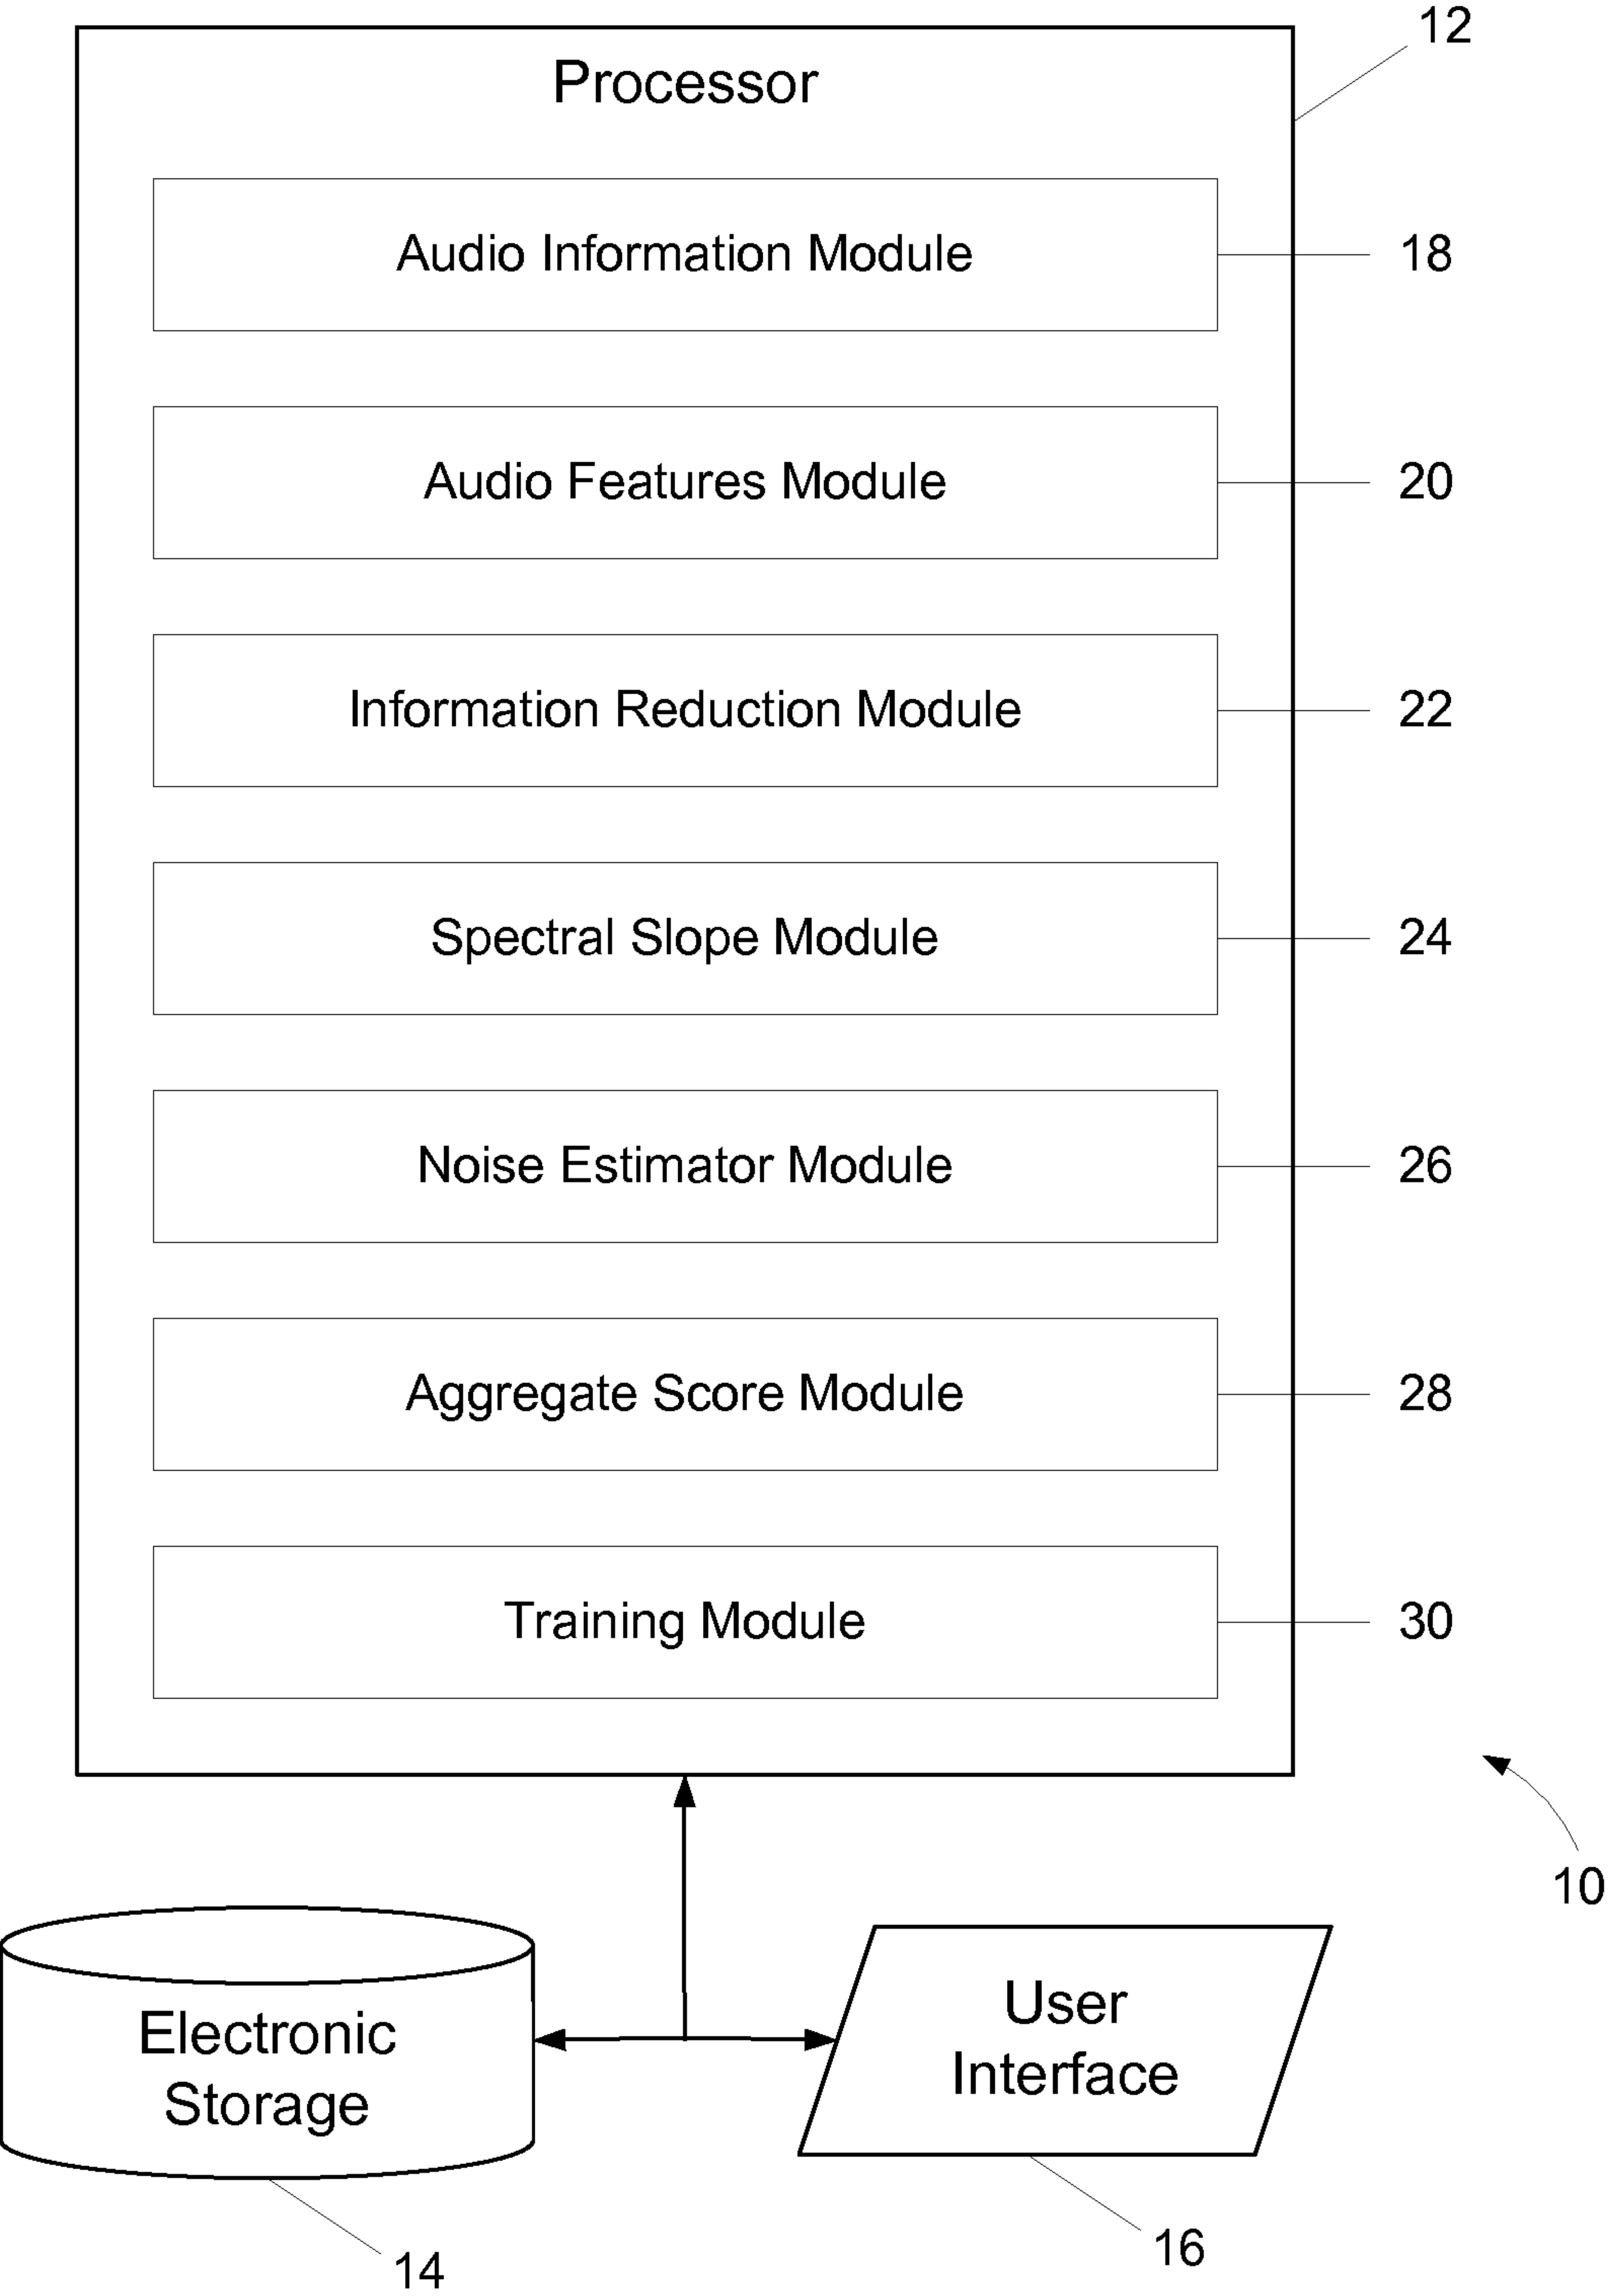 12
Processor
Audio Information Module
18
Audio Features Module
20
Information Reduction Module
22
Spectral Slope Module
24
Noise Estimator Module
26
Aggregate Score Module
28
Training Module
30
10
Electronic
Storage
User
Interface
14
16